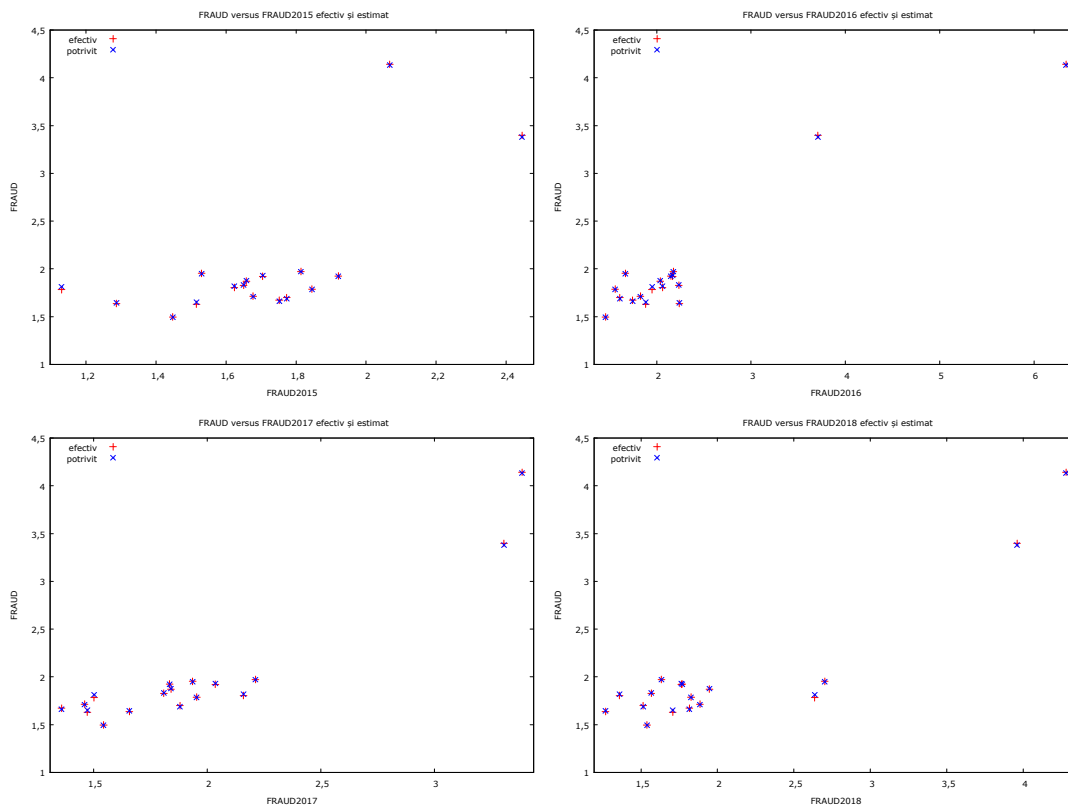 FRAUD versus FRAUD2015 efectiv și estimat
4,5
4
3,5
3
2,5
2
1,5
1
efectiv
potrivit
FRAUD
1,2
1,4
1,6
1,8
2
2,2
2,4
FRAUD2015
FRAUD versus FRAUD2016 efectiv și estimat
4,5
4
3,5
3
2,5
2
1,5
1
efectiv
potrivit
FRAUD
2
3
4
5
6
FRAUD2016
FRAUD versus FRAUD2017 efectiv și estimat
4,5
4
3,5
3
2,5
2
1,5
1
efectiv
potrivit
FRAUD
1,5
2
2,5
3
FRAUD2017
FRAUD versus FRAUD2018 efectiv și estimat
4,5
4
3,5
3
2,5
2
1,5
1
efectiv
potrivit
FRAUD
1,5
2
2,5
3
3,5
4
FRAUD2018